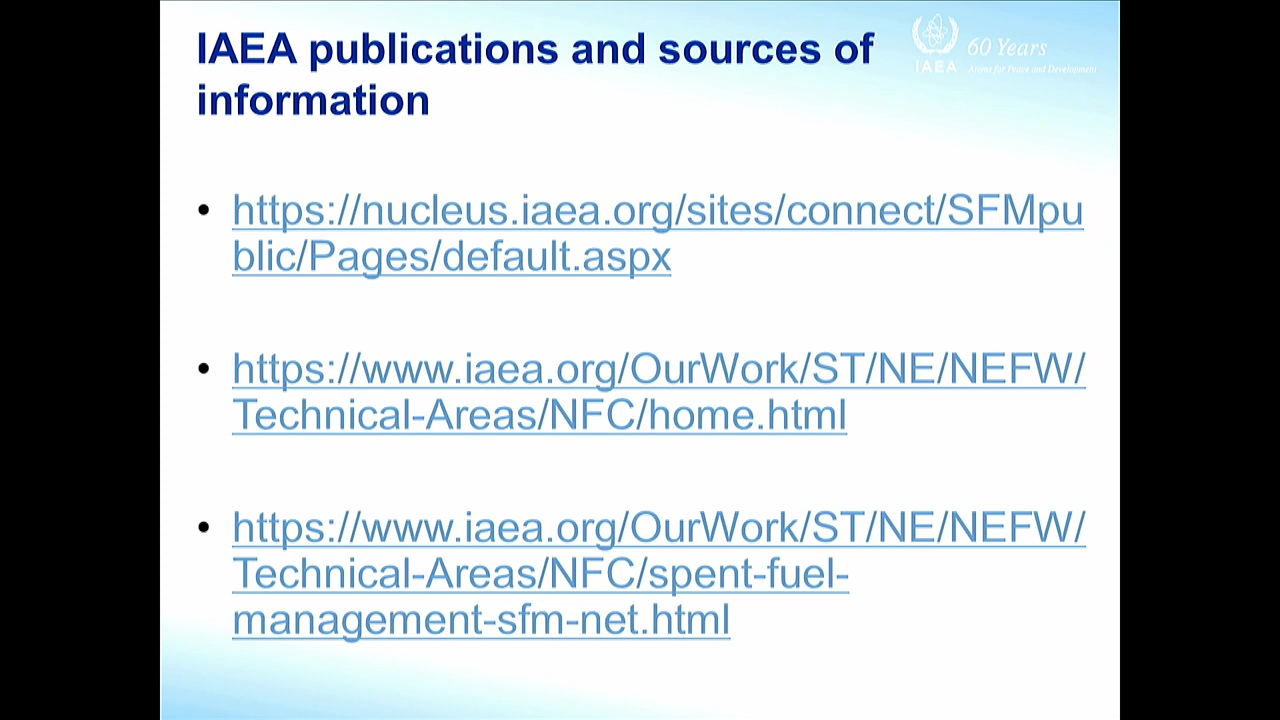 IAEA publications and sources of
information
60 Years
IAEA Atoms for Peace and Development
• https://nucleus.iaea.org/sites/connect/SFMpu
blic/Pages/default.aspx
• https://www.iaea.org/OurWork/ST/NE/NEFW/
Technical-Areas/NFC/home.html
• https://www.iaea.org/OurWork/ST/NE/NEFW/
Technical-Areas/NFC/spent-fuel-
management-sfm-net.html